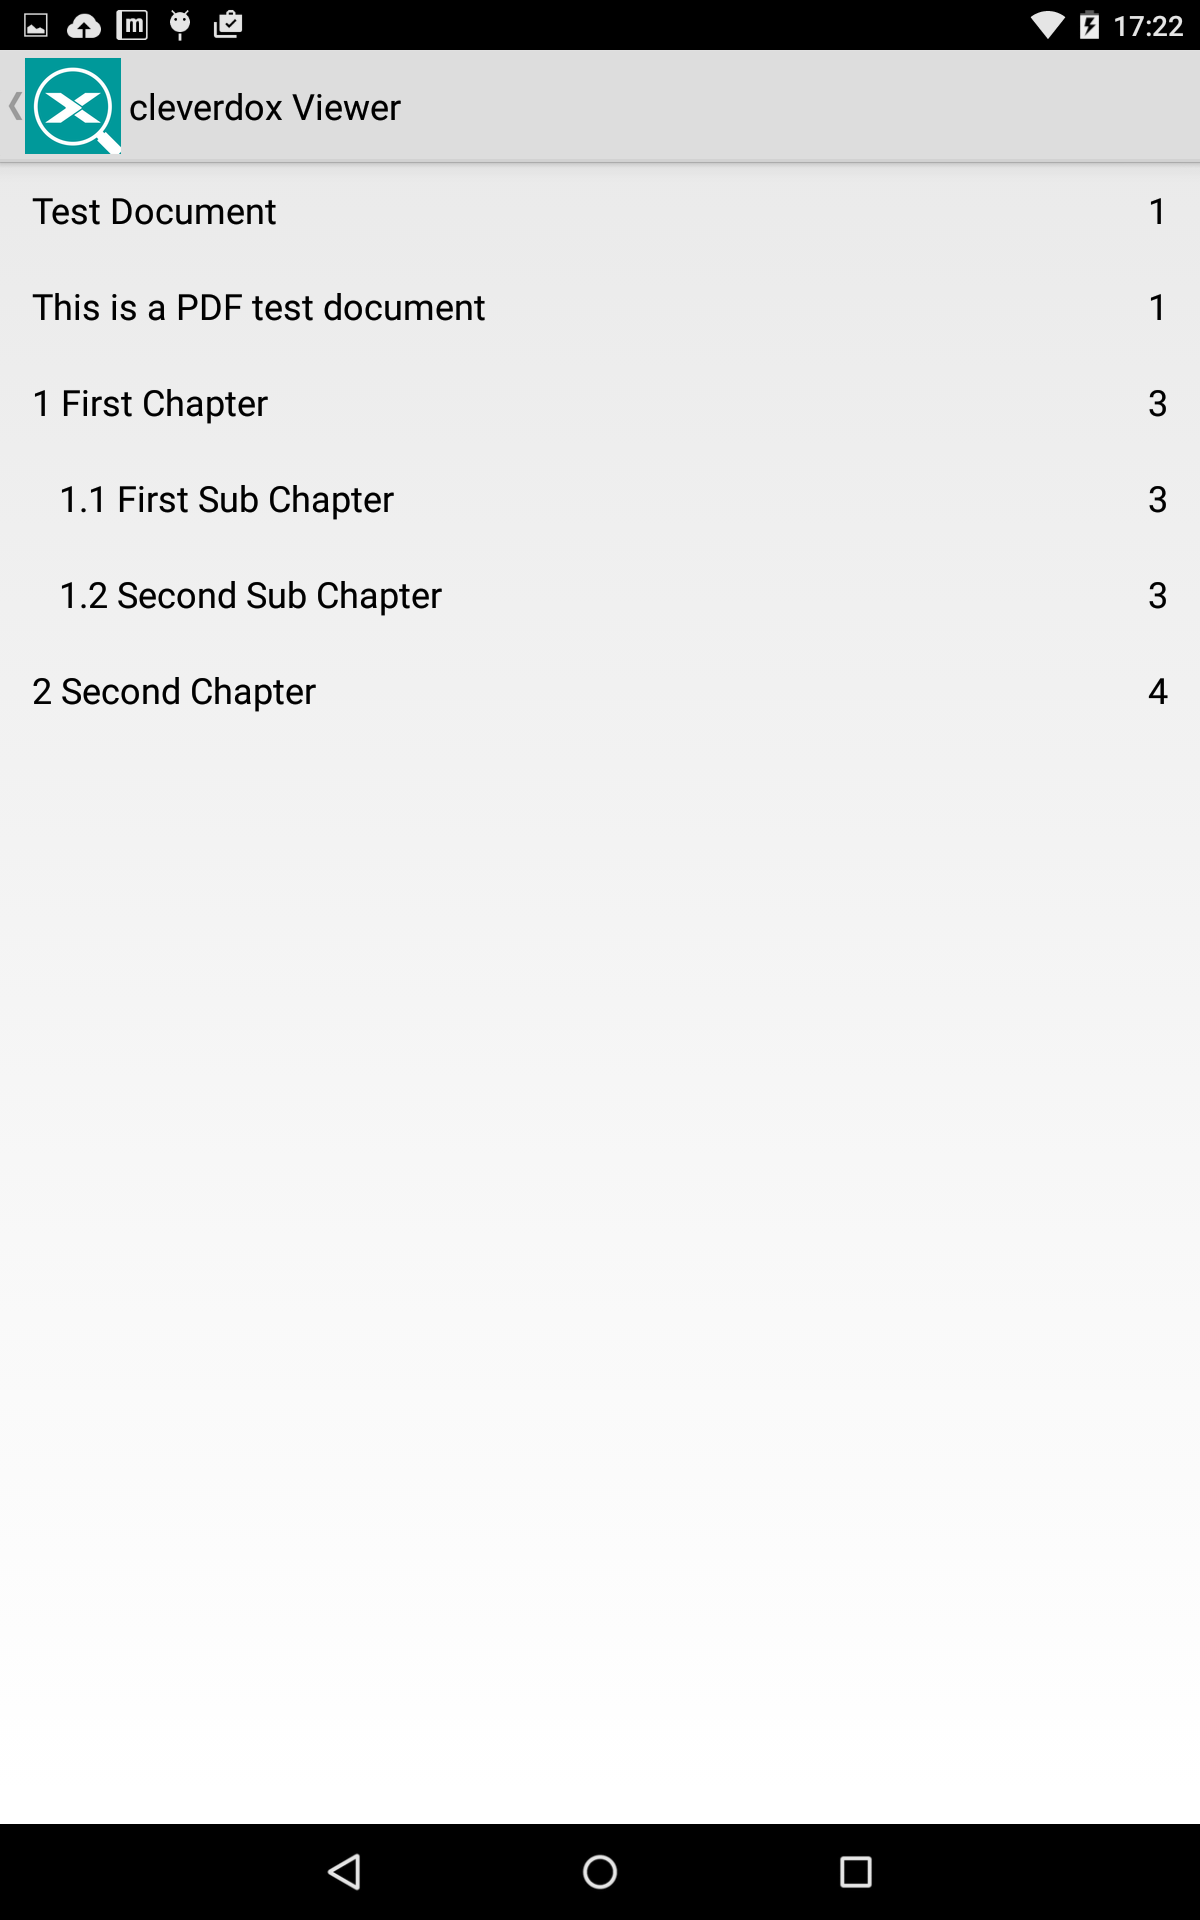 17:22
cleverdox Viewer
Test Document 1
This is a PDF test document 1
1 First Chapter 3
1.1 First Sub Chapter 3
1.2 Second Sub Chapter 3
2 Second Chapter 4